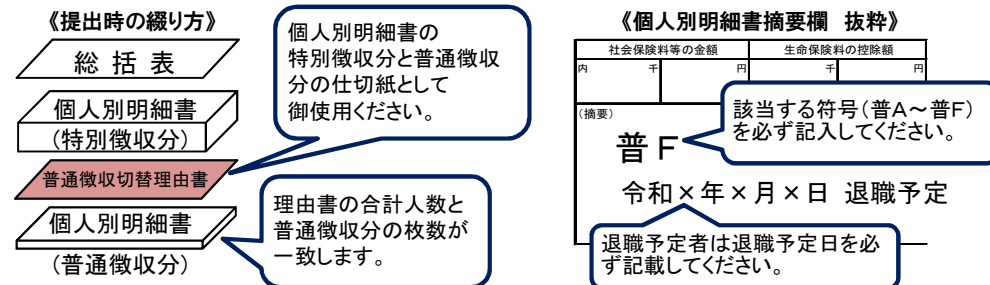 《提出時の綴り方》
総括表
個人別明細書
(特別徴収分)
普通徴収切替理由書
個人別明細書
(普通徴収分)
個人別明細書の
特別徴収分と普通徴収
分の仕切紙として
御使用ください。
理由書の合計人数と
普通徴収分の枚数が
一致します。
《個人別明細書摘要欄 抜粋》
社会保険料等の金額 生命保険料の控除額
内 千 円 千 円
(摘要)
普F
該当する符号(普A~普F)
を必ず記入してください。
令和×年×月×日 退職予定
退職予定者は退職予定日を必
ず記載してください。